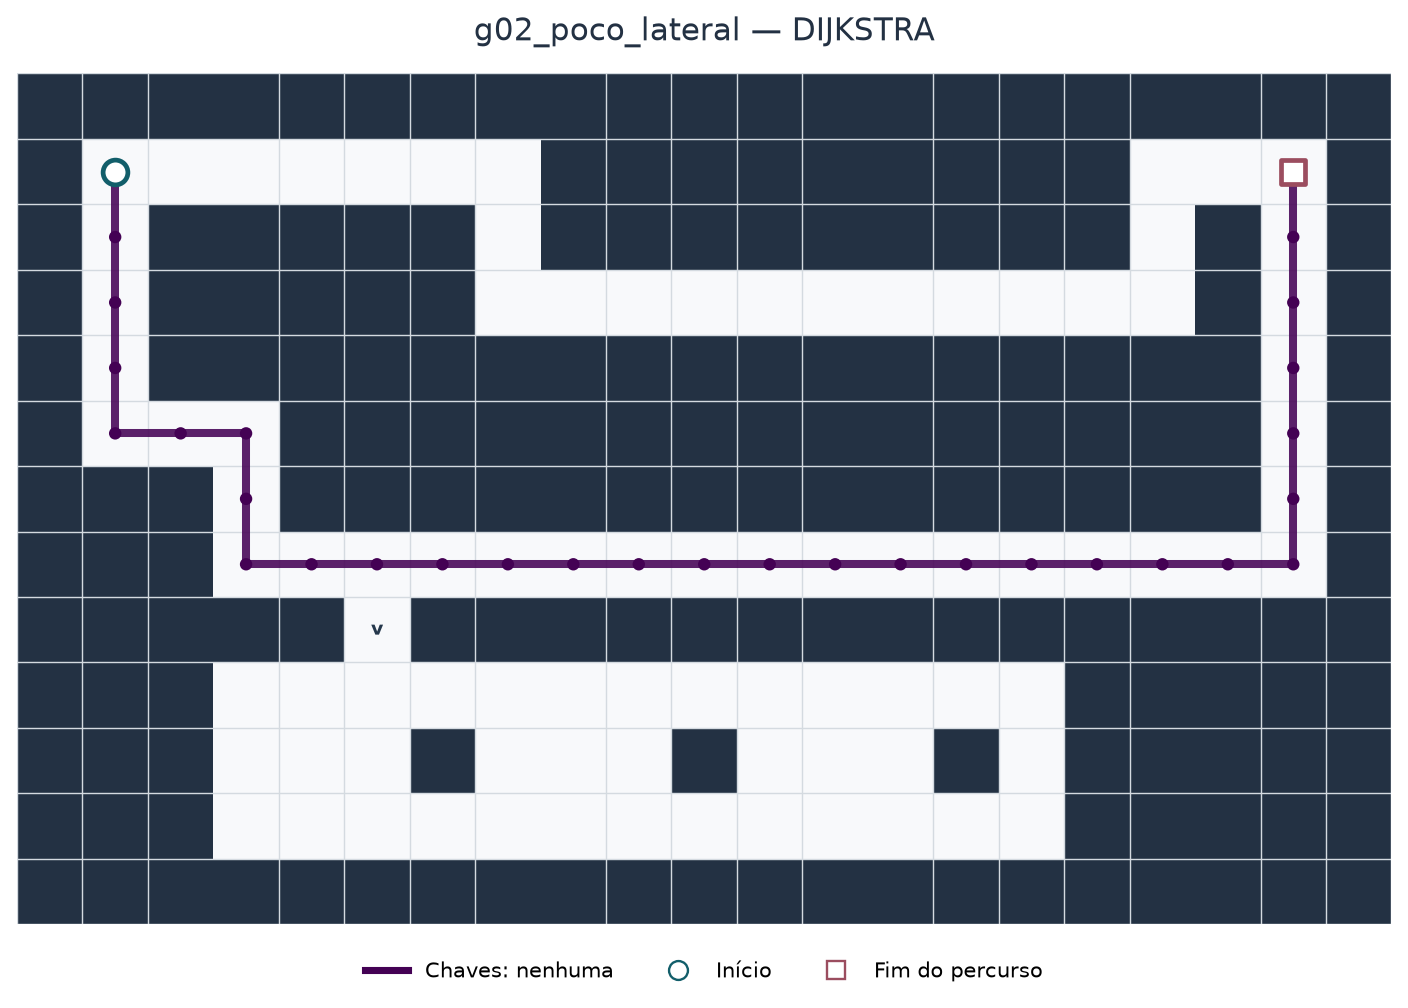 g02_poco_lateral — DIJKSTRA
v
Chaves: nenhuma
Início
Fim do percurso